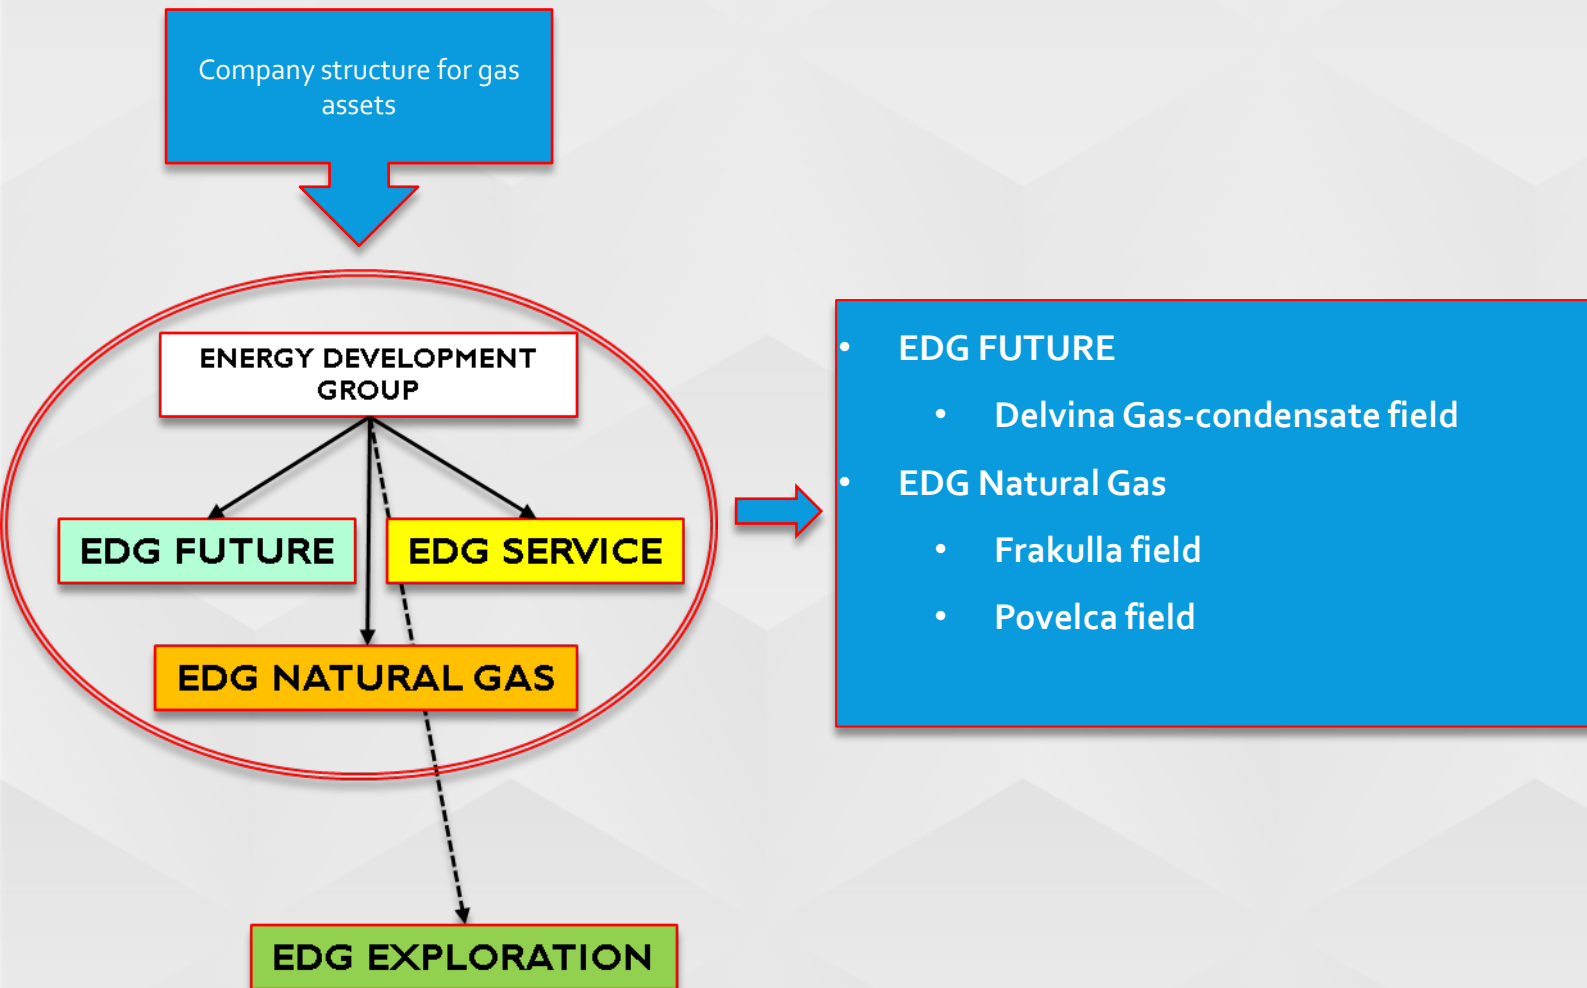 Company structure for gas
assets
ENERGY DEVELOPMENT
GROUP
EDG FUTURE
EDG SERVICE
EDG NATURAL GAS
EDG EXPLORATION
• EDG FUTURE
• Delvina Gas-condensate field
• EDG Natural Gas
• Frakulla field
• Povelca field